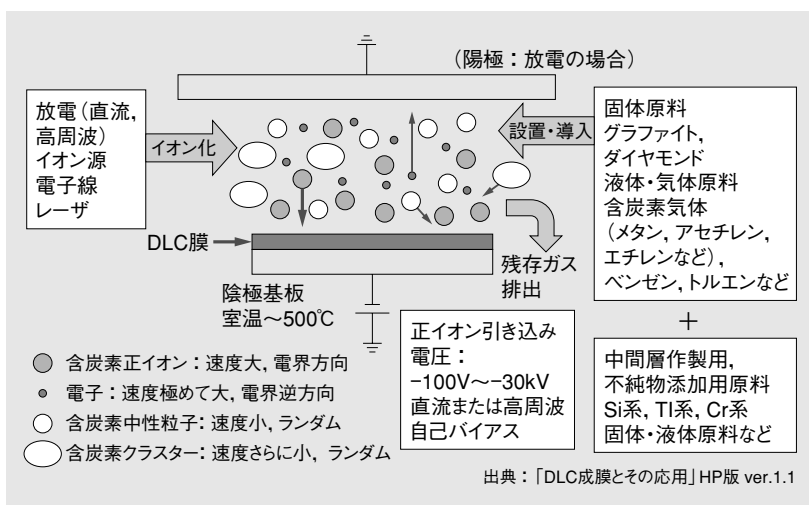 (陽極：放電の場合)
放電(直流,
高周波)
イオン源
電子線
レーザ
イオン化
設置・導入
固体原料
グラファイト,
ダイヤモンド
液体・気体原料
含炭素気体
(メタン, アセチレン,
エチレンなど),
ベンゼン, トルエンなど
+
中間層作製用,
不純物添加用原料
Si系, TI系, Cr系
固体・液体原料など
DLC膜
陰極基板
室温～500℃
残存ガス
排出
正イオン引き込み
電圧：
−100V～−30kV
直流または高周波
自己バイアス
含炭素正イオン：速度大, 電界方向
電子：速度極めて大, 電界逆方向
含炭素中性粒子：速度小, ランダム
含炭素クラスター：速度さらに小, ランダム
出典：「DLC成膜とその応用」HP版 ver.1.1